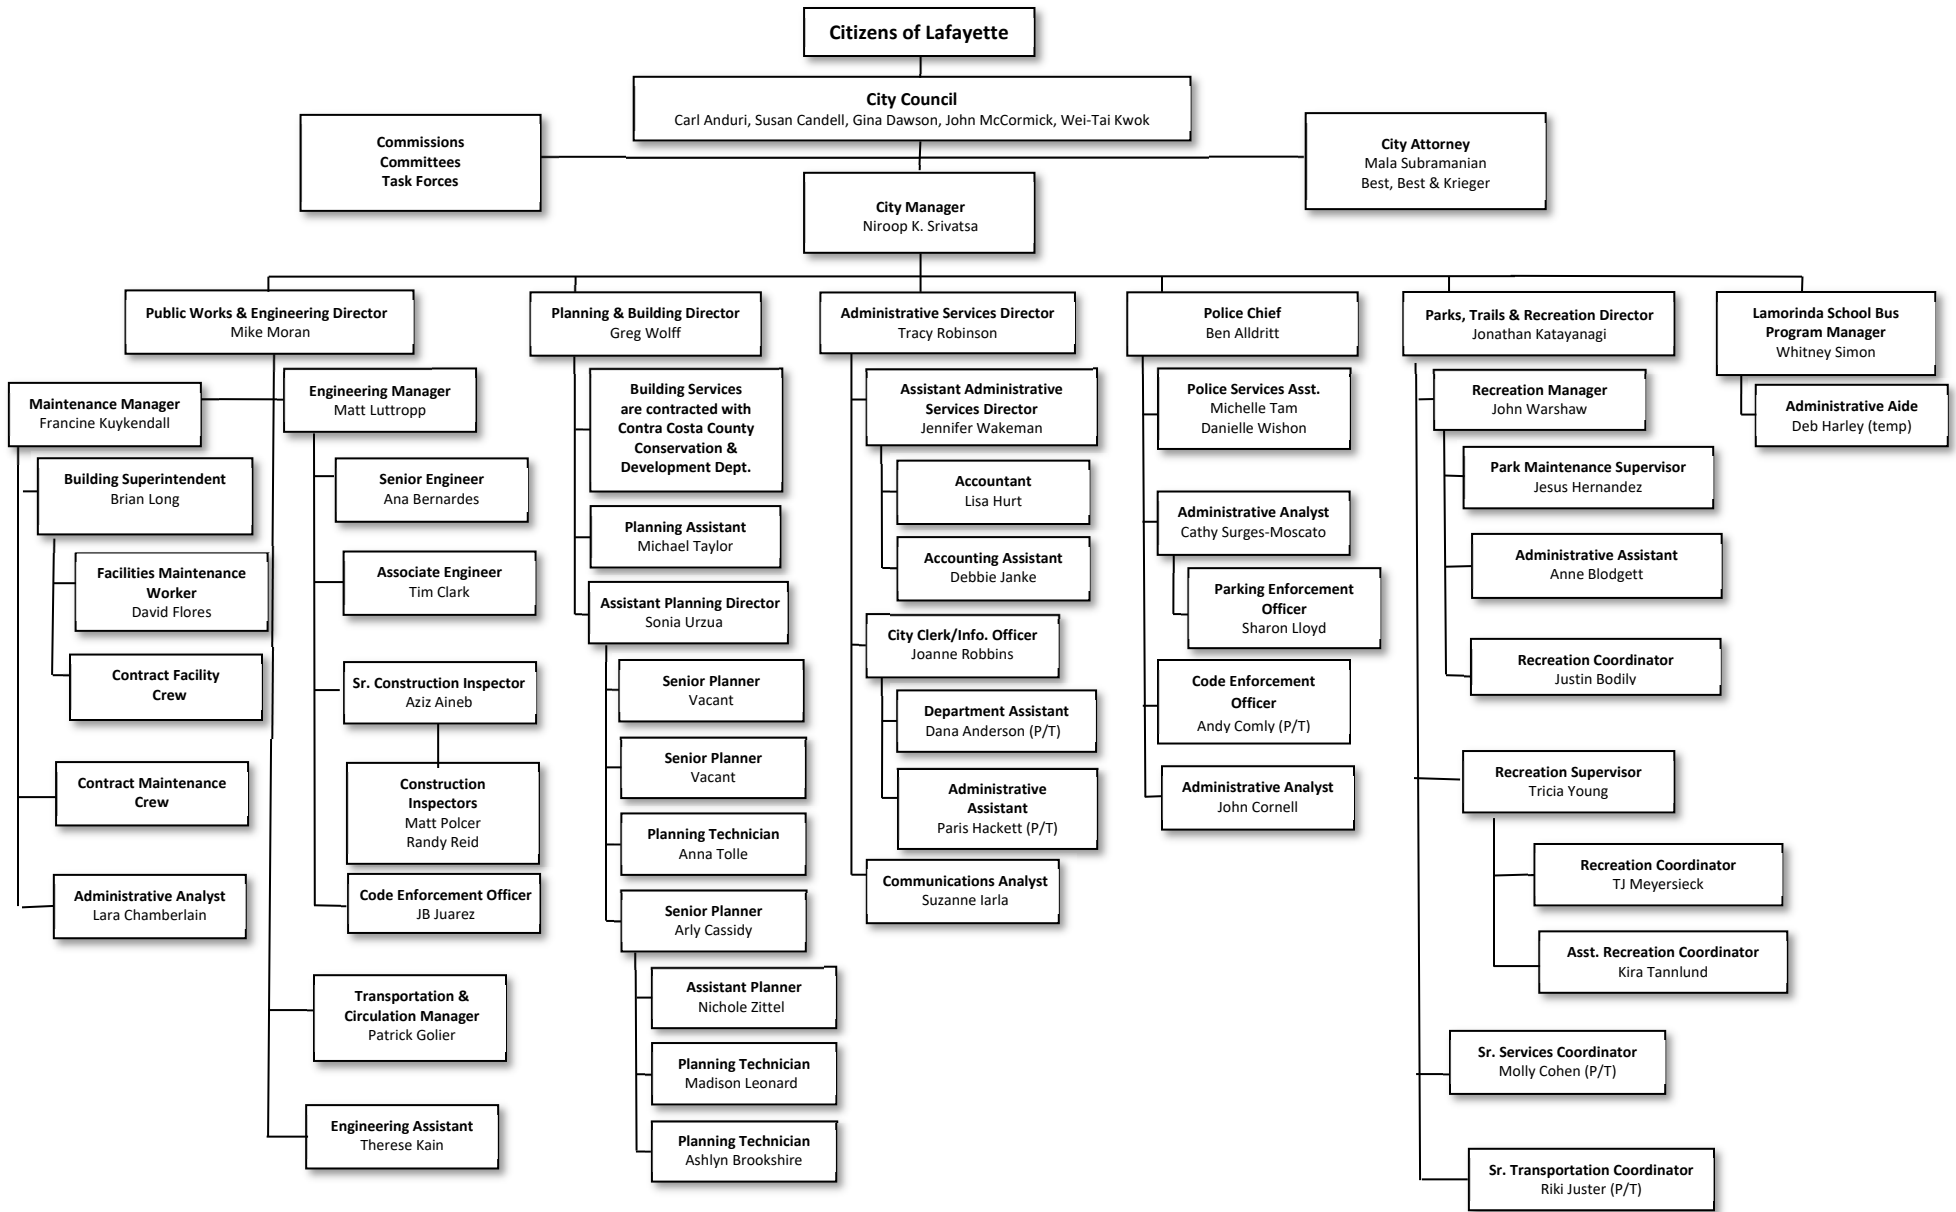 Citizens of Lafayette
City Council
Carl Anduri, Susan Candell, Gina Dawson, John McCormick, Wei-Tai Kwok
Commissions
Committees
Task Forces
City Attorney
Mala Subramanian
Best, Best & Krieger
City Manager
Niroop K. Srivatsa
Public Works & Engineering Director
Mike Moran
Maintenance Manager
Francine Kuykendall
Building Superintendent
Brian Long
Facilities Maintenance
Worker
David Flores
Contract Facility
Crew
Contract Maintenance
Crew
Administrative Analyst
Lara Chamberlain
Engineering Manager
Matt Luttropp
Senior Engineer
Ana Bernardes
Associate Engineer
Tim Clark
Sr. Construction Inspector
Aziz Aineb
Construction
Inspectors
Matt Polcer
Randy Reid
Code Enforcement Officer
JB Juarez
Transportation &
Circulation Manager
Patrick Golier
Engineering Assistant
Therese Kain
Planning & Building Director
Greg Wolff
Building Services
are contracted with
Contra Costa County
Conservation &
Development Dept.
Planning Assistant
Michael Taylor
Assistant Planning Director
Sonia Urzua
Senior Planner
Vacant
Senior Planner
Vacant
Planning Technician
Anna Tolle
Senior Planner
Arly Cassidy
Assistant Planner
Nichole Zittel
Planning Technician
Madison Leonard
Planning Technician
Ashlyn Brookshire
Administrative Services Director
Tracy Robinson
Assistant Administrative
Services Director
Jennifer Wakeman
Accountant
Lisa Hurt
Accounting Assistant
Debbie Janke
City Clerk/Info. Officer
Joanne Robbins
Department Assistant
Dana Anderson (P/T)
Administrative
Assistant
Paris Hackett (P/T)
Communications Analyst
Suzanne Iarla
Police Chief
Ben Alldritt
Police Services Asst.
Michelle Tam
Danielle Wishon
Administrative Analyst
Cathy Surges-Moscato
Parking Enforcement
Officer
Sharon Lloyd
Code Enforcement
Officer
Andy Comly (P/T)
Administrative Analyst
John Cornell
Parks, Trails & Recreation Director
Jonathan Katayanagi
Recreation Manager
John Warshaw
Park Maintenance Supervisor
Jesus Hernandez
Administrative Assistant
Anne Blodgett
Recreation Coordinator
Justin Bodily
Recreation Supervisor
Tricia Young
Recreation Coordinator
TJ Meyersieck
Asst. Recreation Coordinator
Kira Tannlund
Sr. Services Coordinator
Molly Cohen (P/T)
Sr. Transportation Coordinator
Riki Juster (P/T)
Lamorinda School Bus
Program Manager
Whitney Simon
Administrative Aide
Deb Harley (temp)